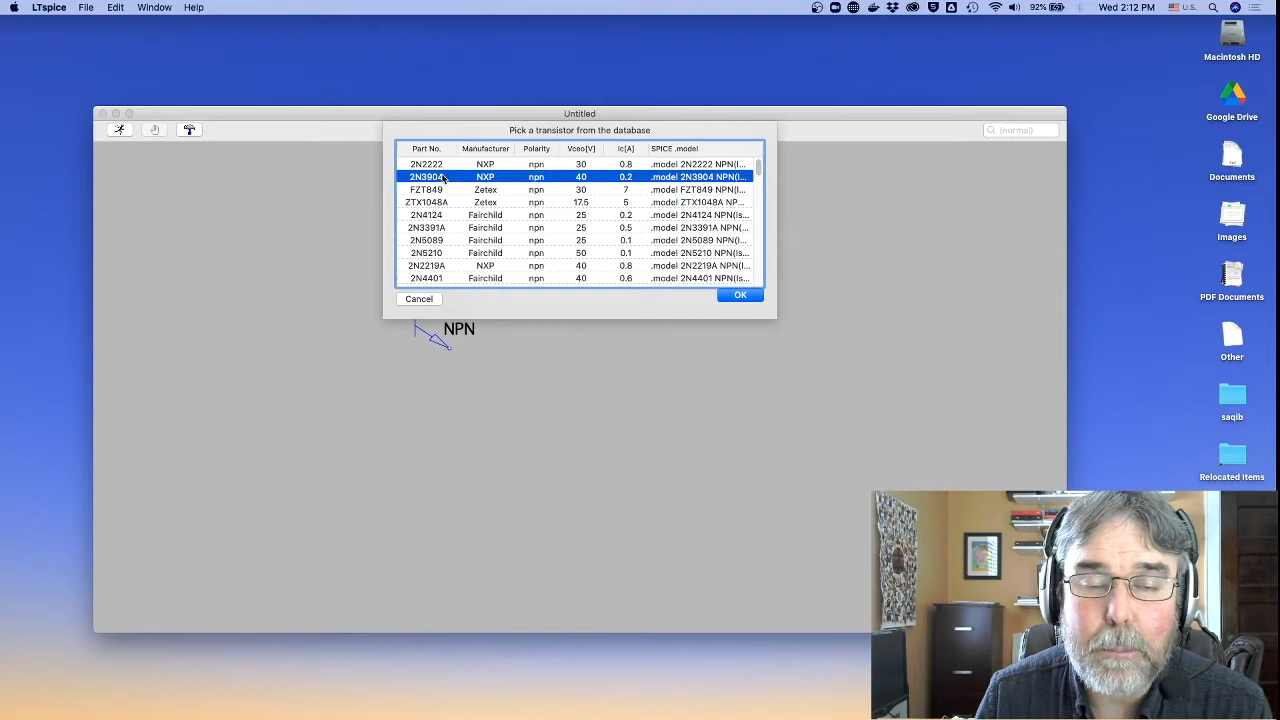 LTspice File Edit Window Help 92% Wed 2:12 PM U.S.
Untitled
(normal)
Pick a transistor from the database
Part No. Manufacturer Polarity Vceo[V] Ic[A] SPICE .model
2N2222 NXP npn 30 0.8 .model 2N2222 NPN(I...
2N3904 NXP npn 40 0.2 .model 2N3904 NPN(I...
FZT849 Zetex npn 30 7 .model FZT849 NPN(I...
ZTX1048A Zetex npn 17.5 5 .model ZTX1048A NP...
2N4124 Fairchild npn 25 0.2 .model 2N4124 NPN(Is...
2N3391A Fairchild npn 25 0.5 .model 2N3391A NPN(...
2N5089 Fairchild npn 25 0.1 .model 2N5089 NPN(I...
2N5210 Fairchild npn 50 0.1 .model 2N5210 NPN(Is...
2N2219A NXP npn 40 0.8 .model 2N2219A NPN(I...
2N4401 Fairchild npn 40 0.6 .model 2N4401 NPN(Is...
Cancel OK
NPN
Macintosh HD
Google Drive
Documents
Images
PDF Documents
Other
saqib
Relocated Items